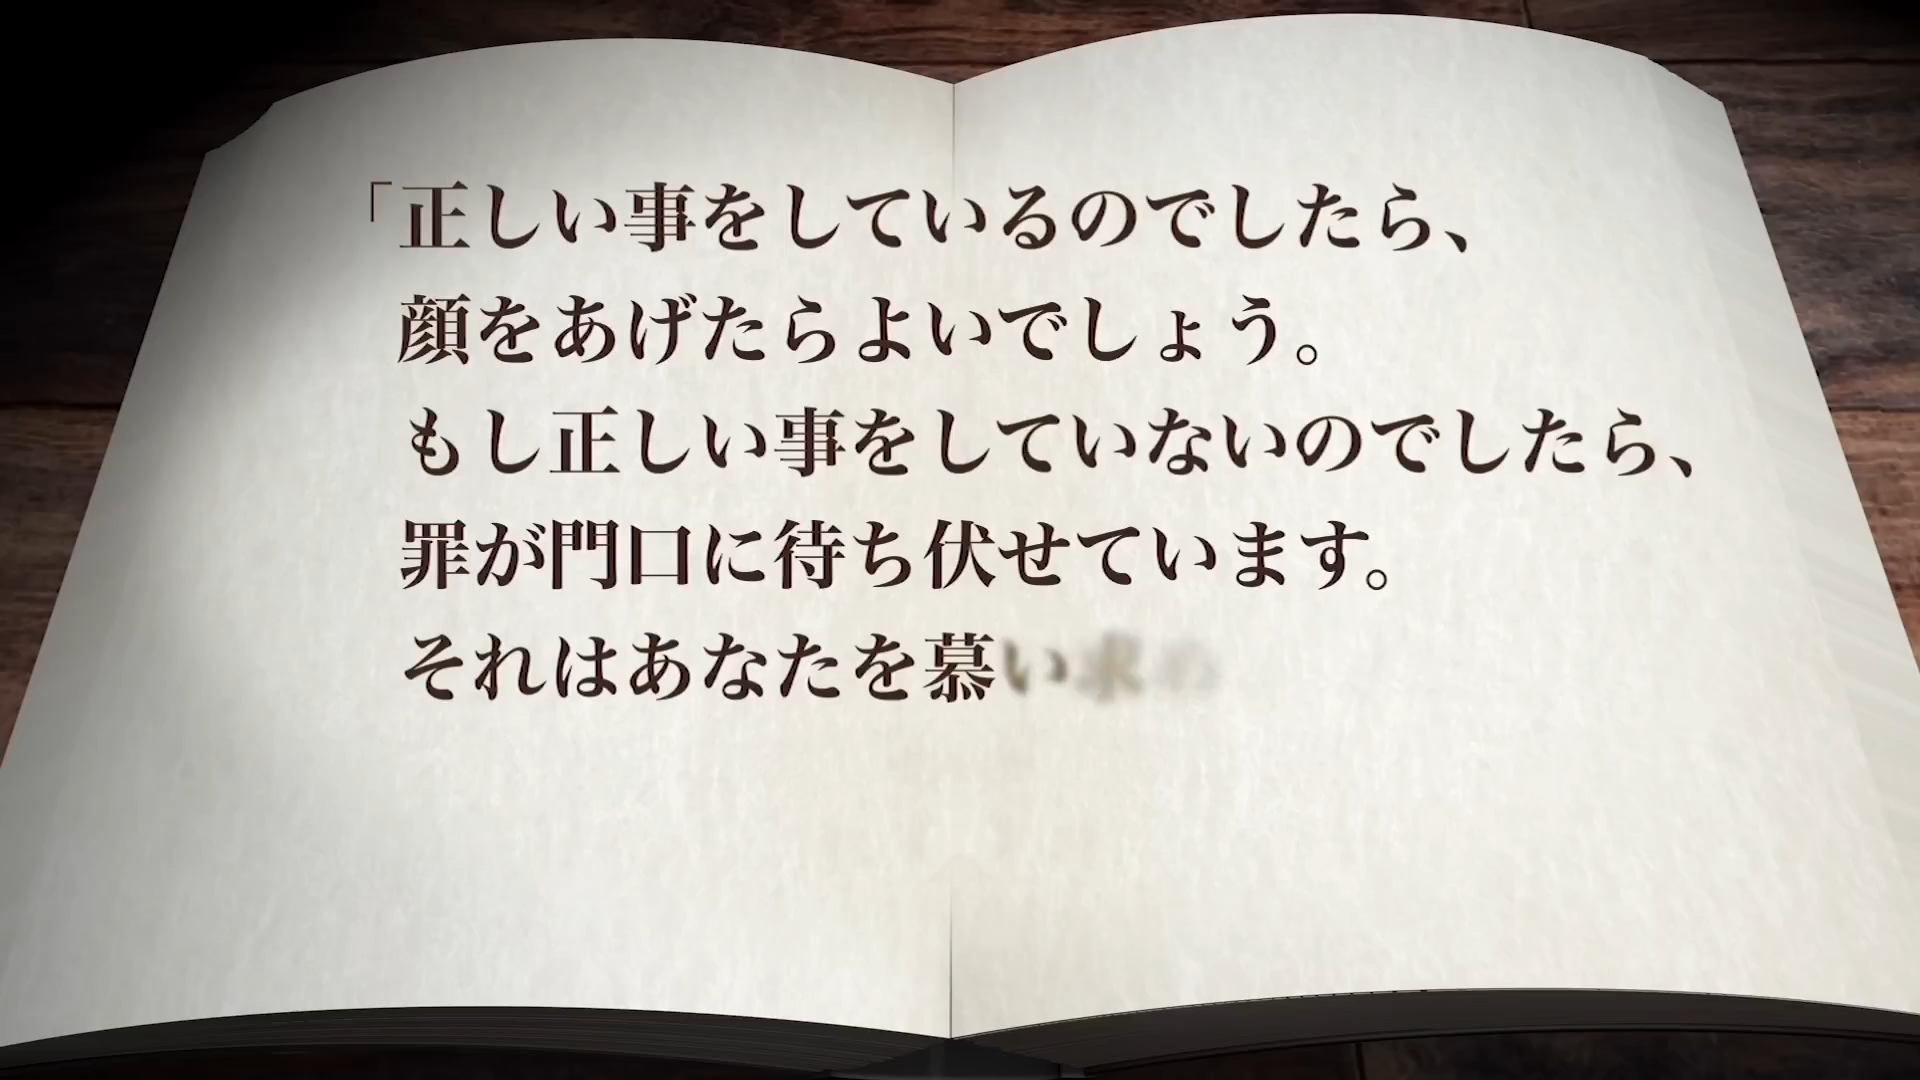 「正しい事をしているのでしたら、
顔をあげたらよいでしょう。
もし正しい事をしていないのでしたら、
罪が門口に待ち伏せています。
それはあなたを慕い求